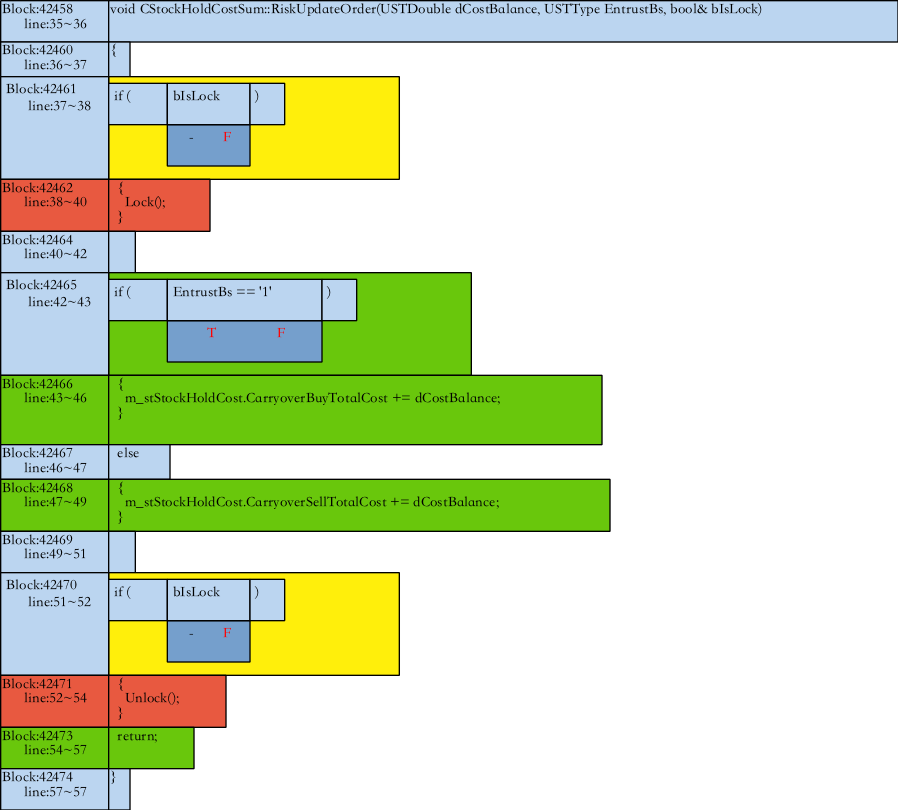 Block:42458 void CStockHoldCostSum::RiskUpdateOrder(USTDouble dCostBalance, USTType EntrustBs, bool& bIsLock)
line:35~36
Block:42460 {
line:36~37
Block:42461
if ( bIsLock )
line:37~38
- F
Block:42462 {
line:38~40 Lock();
}
Block:42464
line:40~42
Block:42465
if ( EntrustBs == '1' )
line:42~43
T F
Block:42466 {
line:43~46 m_stStockHoldCost.CarryoverBuyTotalCost += dCostBalance;
}
Block:42467 else
line:46~47
Block:42468 {
line:47~49 m_stStockHoldCost.CarryoverSellTotalCost += dCostBalance;
}
Block:42469
line:49~51
Block:42470
if ( bIsLock )
line:51~52
- F
Block:42471 {
line:52~54 Unlock();
}
Block:42473 return;
line:54~57
Block:42474 }
line:57~57